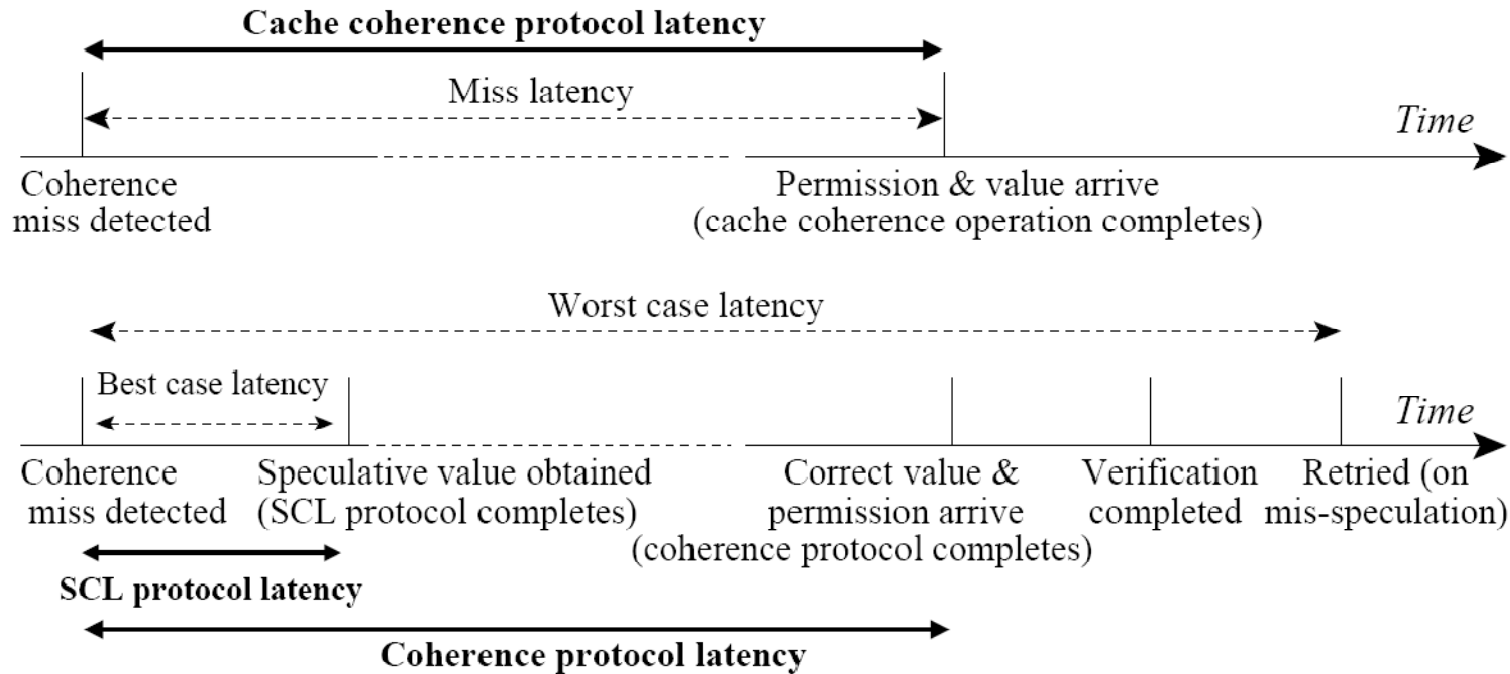 Cache coherence protocol latency
Miss latency
Time
Coherence
miss detected
Permission & value arrive
(cache coherence operation completes)
Worst case latency
Best case latency
Time
Coherence
miss detected
Speculative value obtained
(SCL protocol completes)
Correct value &
permission arrive
(coherence protocol completes)
Verification
completed
Retried (on
mis-speculation)
SCL protocol latency
Coherence protocol latency